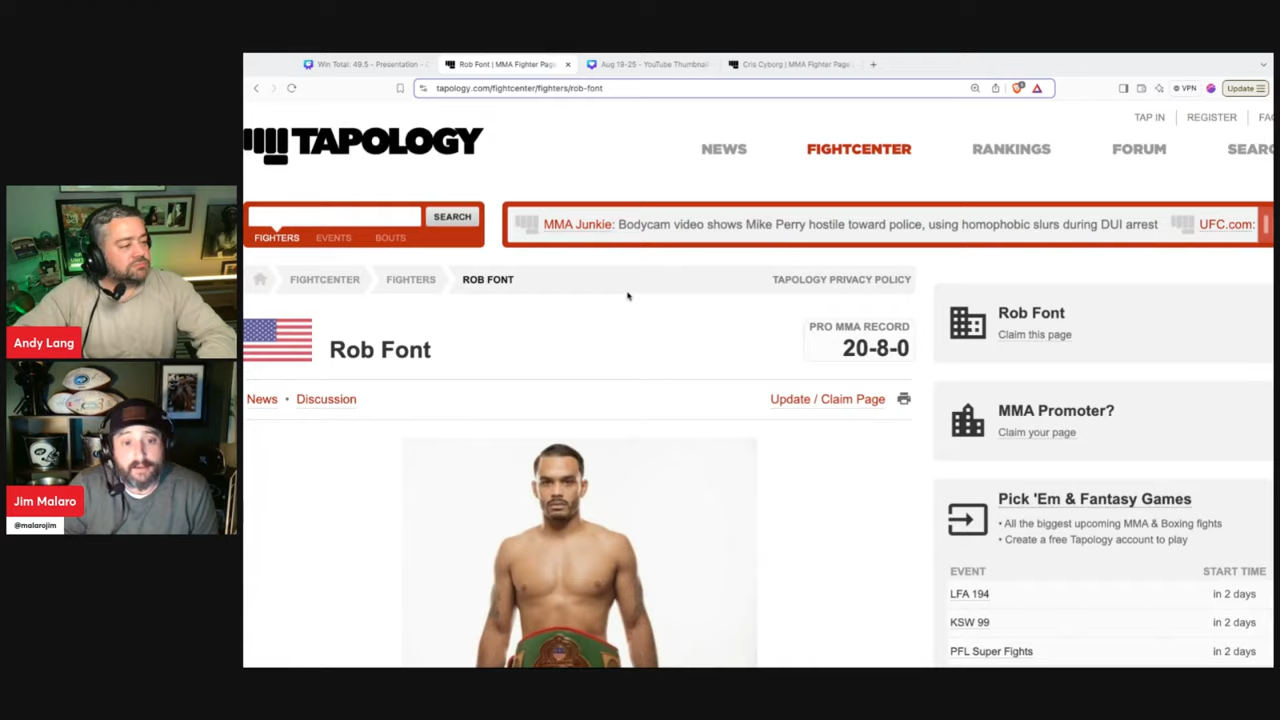 Win Total: 49.5 - Presentation - C
Rob Font | MMA Fighter Page
Aug 19-25 - YouTube Thumbnail
Cris Cyborg | MMA Fighter Page
tapology.com/fightcenter/fighters/rob-font
VPN
Update
TAP IN
REGISTER
FAQ
TAPOLOGY
NEWS
FIGHTCENTER
RANKINGS
FORUM
SEARC
SEARCH
FIGHTERS
EVENTS
BOUTS
MMA Junkie: Bodycam video shows Mike Perry hostile toward police, using homophobic slurs during DUI arrest
UFC.com:
FIGHTCENTER
FIGHTERS
ROB FONT
TAPOLOGY PRIVACY POLICY
Rob Font
PRO MMA RECORD
20-8-0
News • Discussion
Update / Claim Page
Rob Font
Claim this page
MMA Promoter?
Claim your page
Pick 'Em & Fantasy Games
• All the biggest upcoming MMA & Boxing fights
• Create a free Tapology account to play
EVENT START TIME
LFA 194 in 2 days
KSW 99 in 2 days
PFL Super Fights in 2 days
Andy Lang
Jim Malaro
@malarojim